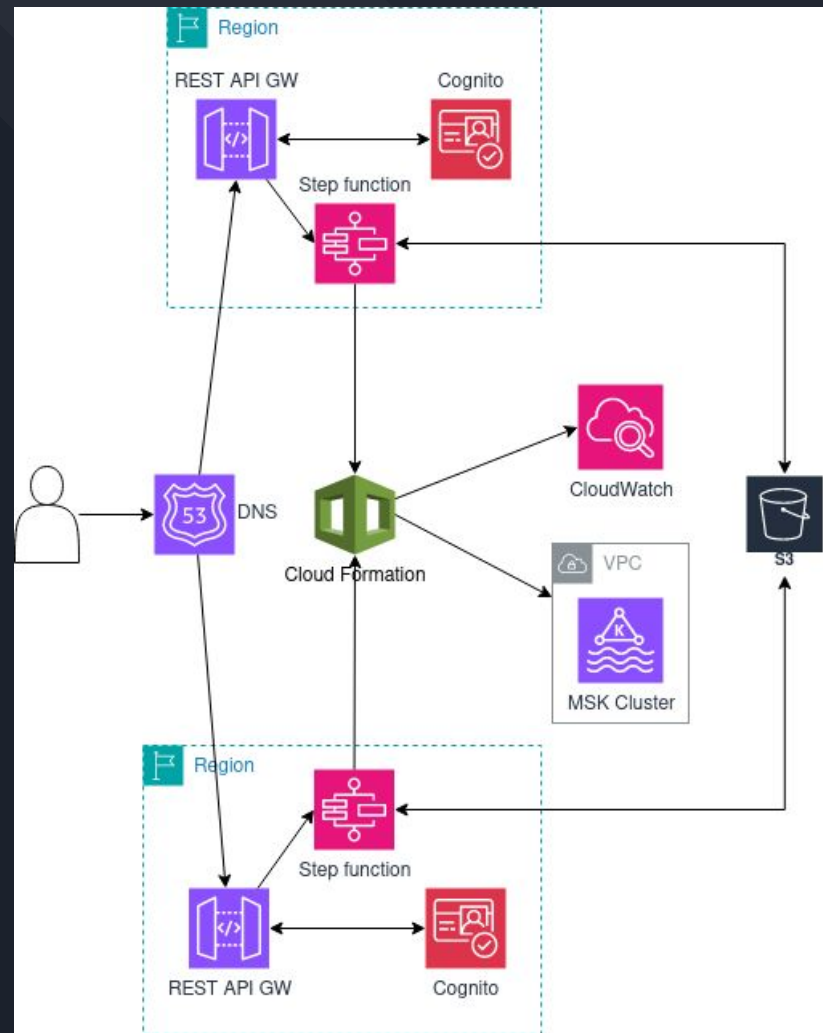 Region
REST API GW
Cognito
</>
Step function
53
DNS
CloudWatch
Cloud Formation
S3
VPC
K
MSK Cluster
Region
Step function
</>
REST API GW
Cognito